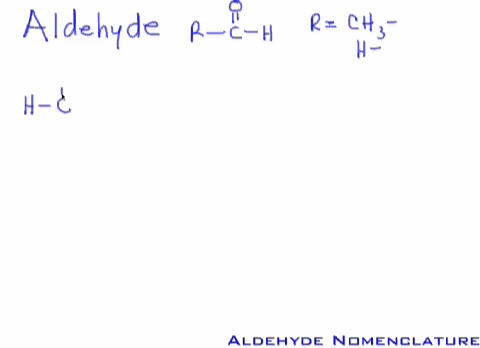 Aldehyde R-C-H R= CH3-
O
H-
H-C
ALDEHYDE NOMENCLATURE